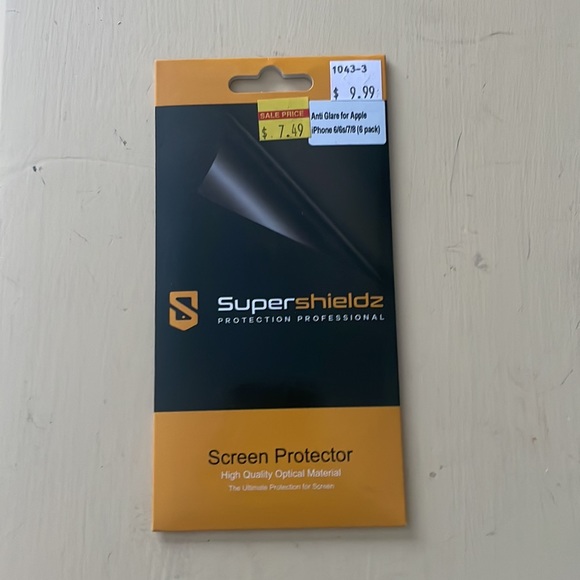 1043-3
$ 9.99
SALE PRICE
$ 7.49
Anti Glare for Apple
iPhone 6/6s/7/8 (6 pack)
Supershieldz
PROTECTION PROFESSIONAL
Screen Protector
High Quality Optical Material
The Ultimate Protection for Screen